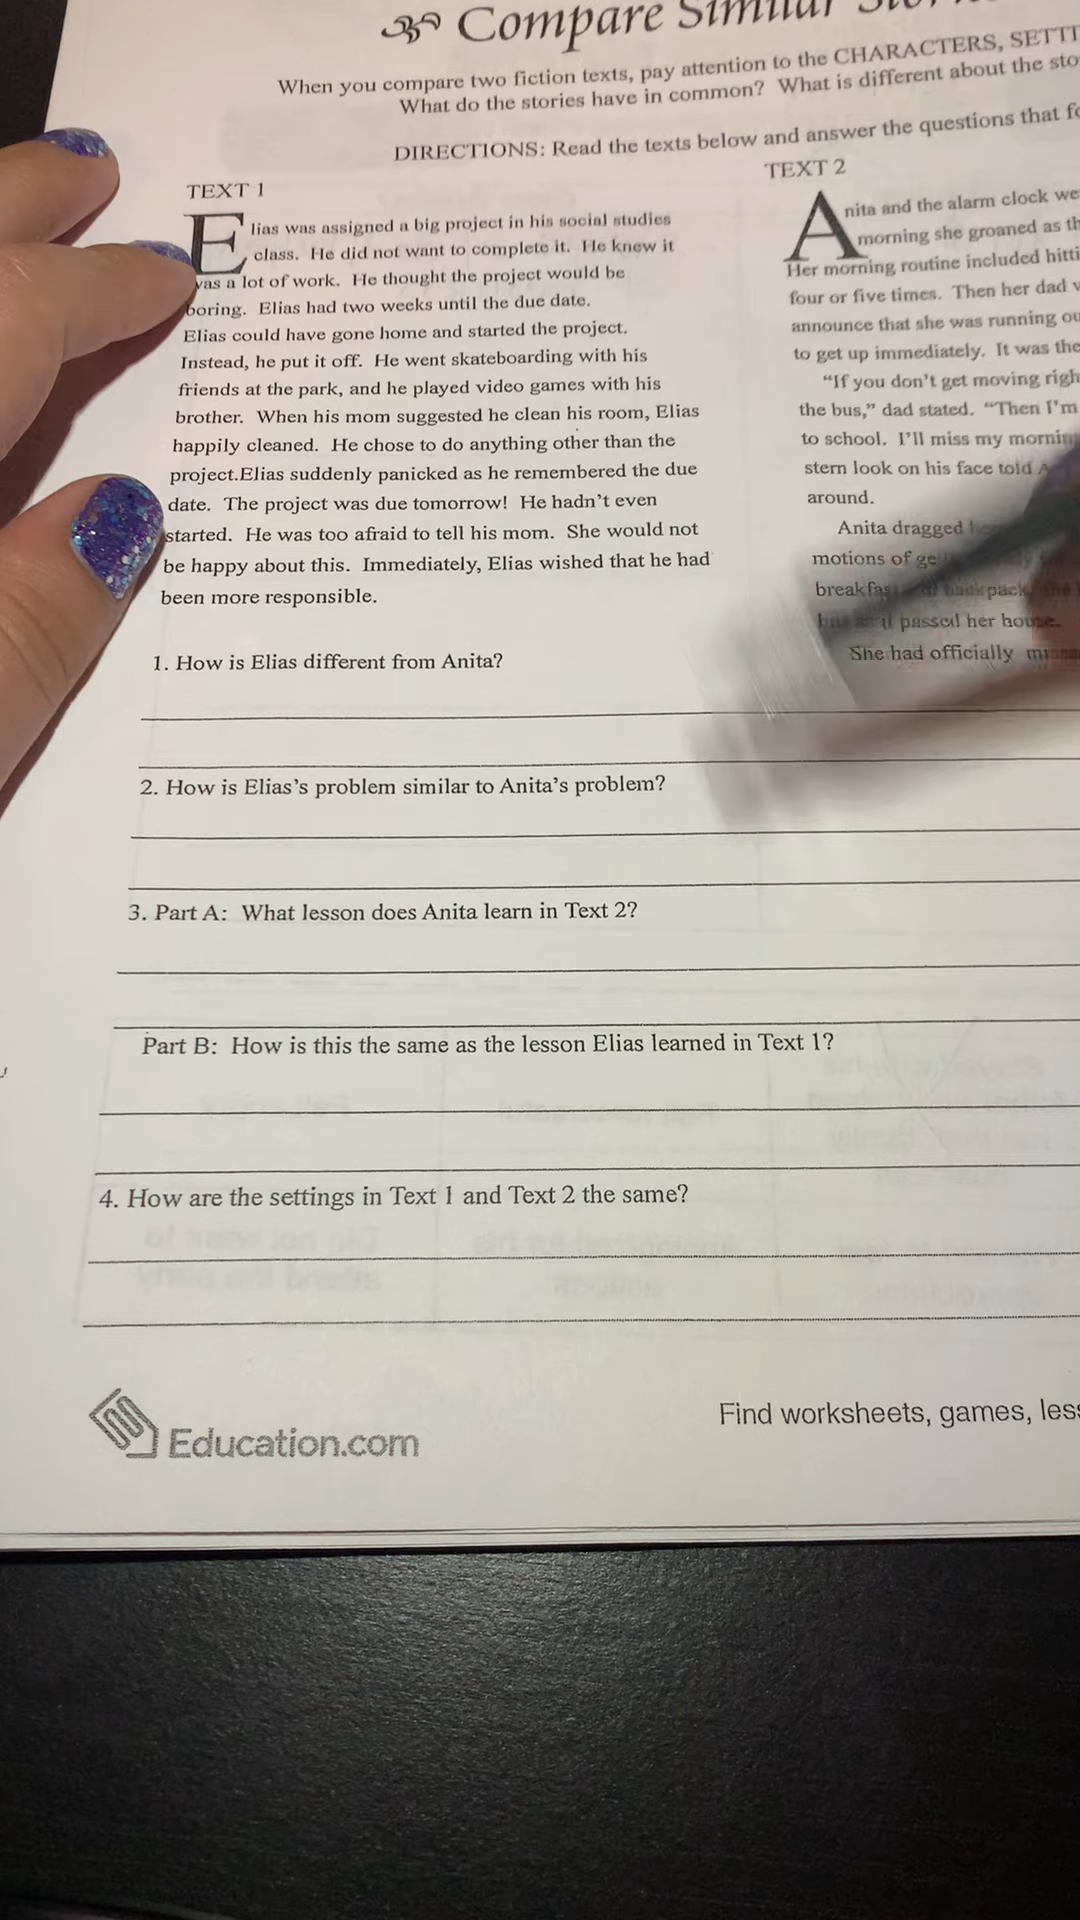 Compare Similar
When you compare two fiction texts, pay attention to the CHARACTERS,
What do the stories have in common? What is different about the
DIRECTIONS: Read the texts below and answer the questions that
TEXT 1
Elias was assigned a big project in his social studies
class. He did not want to complete it. He knew it
was a lot of work. He thought the project would be
boring. Elias had two weeks until the due date.
Elias could have gone home and started the project.
Instead, he put it off. He went skateboarding with his
friends at the park, and he played video games with his
brother. When his mom suggested he clean his room, Elias
happily cleaned. He chose to do anything other than the
project.Elias suddenly panicked as he remembered the due
date. The project was due tomorrow! He hadn't even
started. He was too afraid to tell his mom. She would not
be happy about this. Immediately, Elias wished that he had
been more responsible.
TEXT 2
Anita and the alarm clock
morning she groaned as
Her morning routine included
four or five times. Then her dad
announce that she was running
to get up immediately. It was the
"If you don't get moving
the bus," dad stated. "Then I'm
to school. I'll miss my
stern look on his face told
around.
Anita dragged
motions of
backpack
passed her house.
She had officially
1. How is Elias different from Anita?
2. How is Elias's problem similar to Anita's problem?
3. Part A: What lesson does Anita learn in Text 2?
Part B: How is this the same as the lesson Elias learned in Text 1?
4. How are the settings in Text 1 and Text 2 the same?
Education.com
Find worksheets, games,